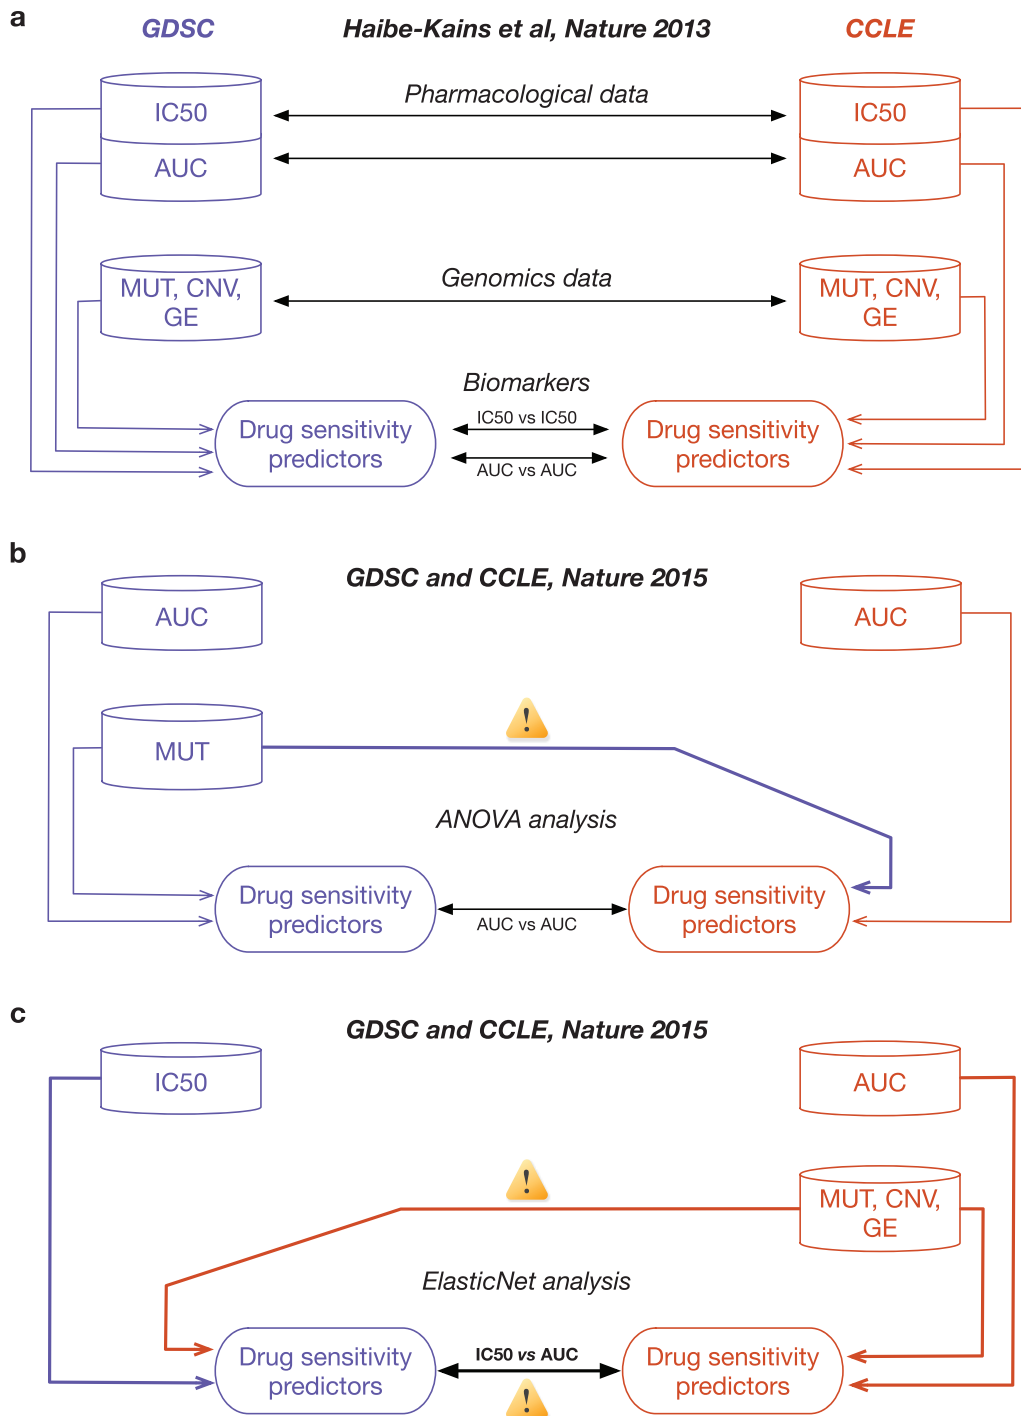 a
GDSC
Haibe-Kains et al, Nature 2013
CCLE
Pharmacological data
IC50
IC50
AUC
AUC
Genomics data
MUT, CNV,
GE
MUT, CNV,
GE
Biomarkers
IC50 vs IC50
Drug sensitivity
predictors
Drug sensitivity
predictors
AUC vs AUC
b
GDSC and CCLE, Nature 2015
AUC
AUC
!
MUT
ANOVA analysis
Drug sensitivity
predictors
AUC vs AUC
Drug sensitivity
predictors
c
GDSC and CCLE, Nature 2015
IC50
AUC
!
MUT, CNV,
GE
ElasticNet analysis
IC50 vs AUC
Drug sensitivity
predictors
Drug sensitivity
predictors
!